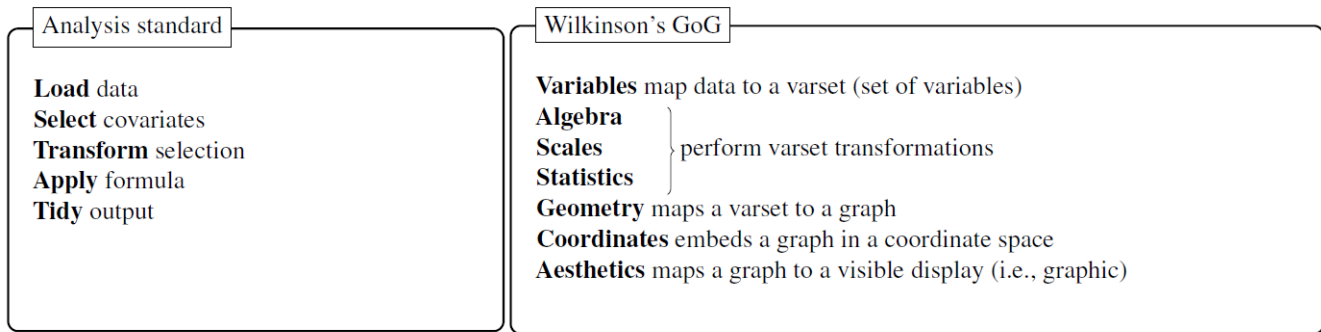 Analysis standard
Load data
Select covariates
Transform selection
Apply formula
Tidy output
Wilkinson's GoG
Variables map data to a varset (set of variables)
Algebra
Scales
perform varset transformations
Statistics
Geometry maps a varset to a graph
Coordinates embeds a graph in a coordinate space
Aesthetics maps a graph to a visible display (i.e., graphic)